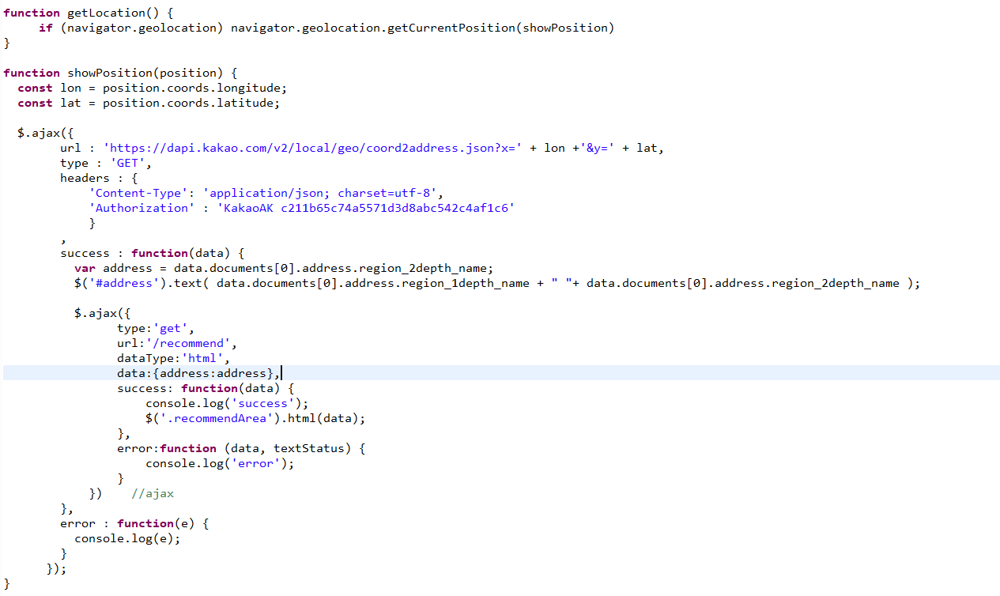 function getLocation() {
if (navigator.geolocation) navigator.geolocation.getCurrentPosition(showPosition)
}
function showPosition(position) {
const lon = position.coords.longitude;
const lat = position.coords.latitude;
$.ajax({
url : 'https://dapi.kakao.com/v2/local/geo/coord2address.json?x=' + lon +'&y=' + lat,
type : 'GET',
headers : {
'Content-Type': 'application/json; charset=utf-8',
'Authorization' : 'KakaoAK c211b65c74a5571d3d8abc542c4af1c6'
}
,
success : function(data) {
var address = data.documents[0].address.region_2depth_name;
$('#address').text( data.documents[0].address.region_1depth_name + " "+ data.documents[0].address.region_2depth_name );
$.ajax({
type:'get',
url:'/recommend',
dataType:'html',
data:{address:address},
success: function(data) {
console.log('success');
$('.recommendArea').html(data);
},
error:function (data, textStatus) {
console.log('error');
}
}) //ajax
},
error : function(e) {
console.log(e);
}
});
}